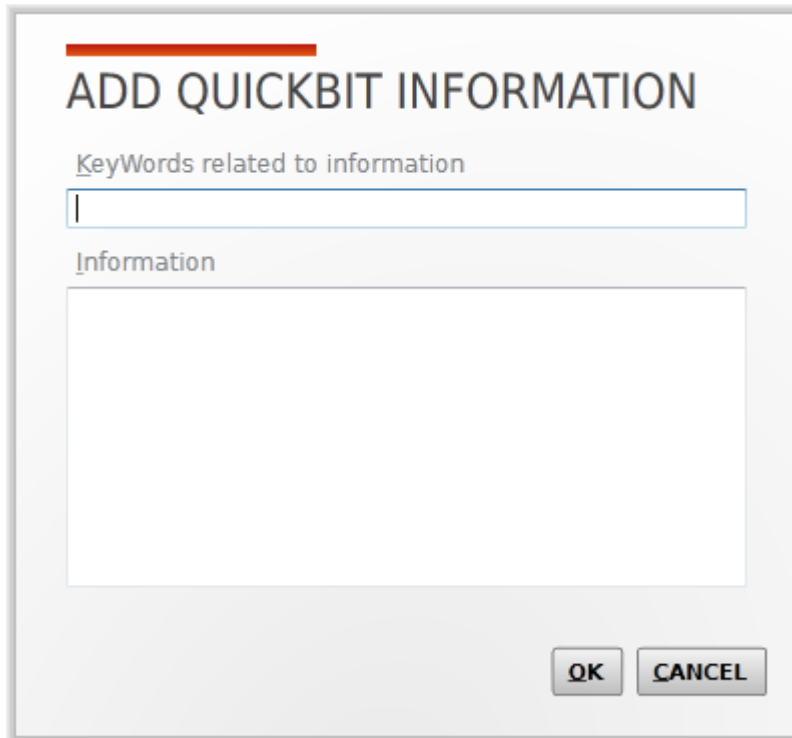 ADD QUICKBIT INFORMATION
KeyWords related to information
Information
OK CANCEL